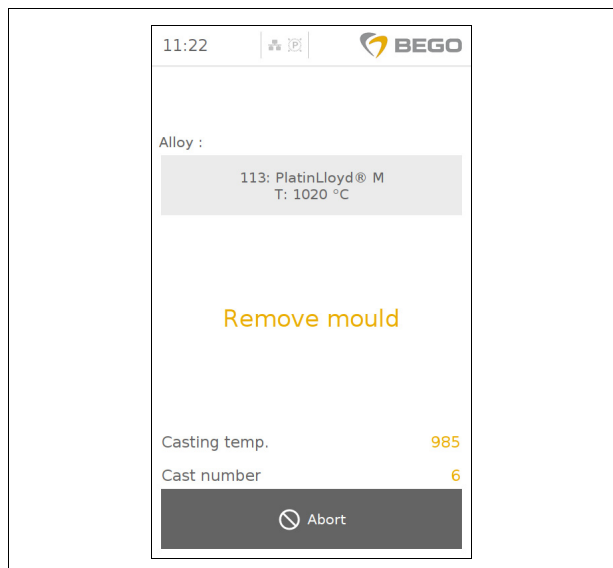 11:22
P
BEGO
Alloy :
113: PlatinLloyd® M
T: 1020 °C
Remove mould
Casting temp. 985
Cast number 6
Abort